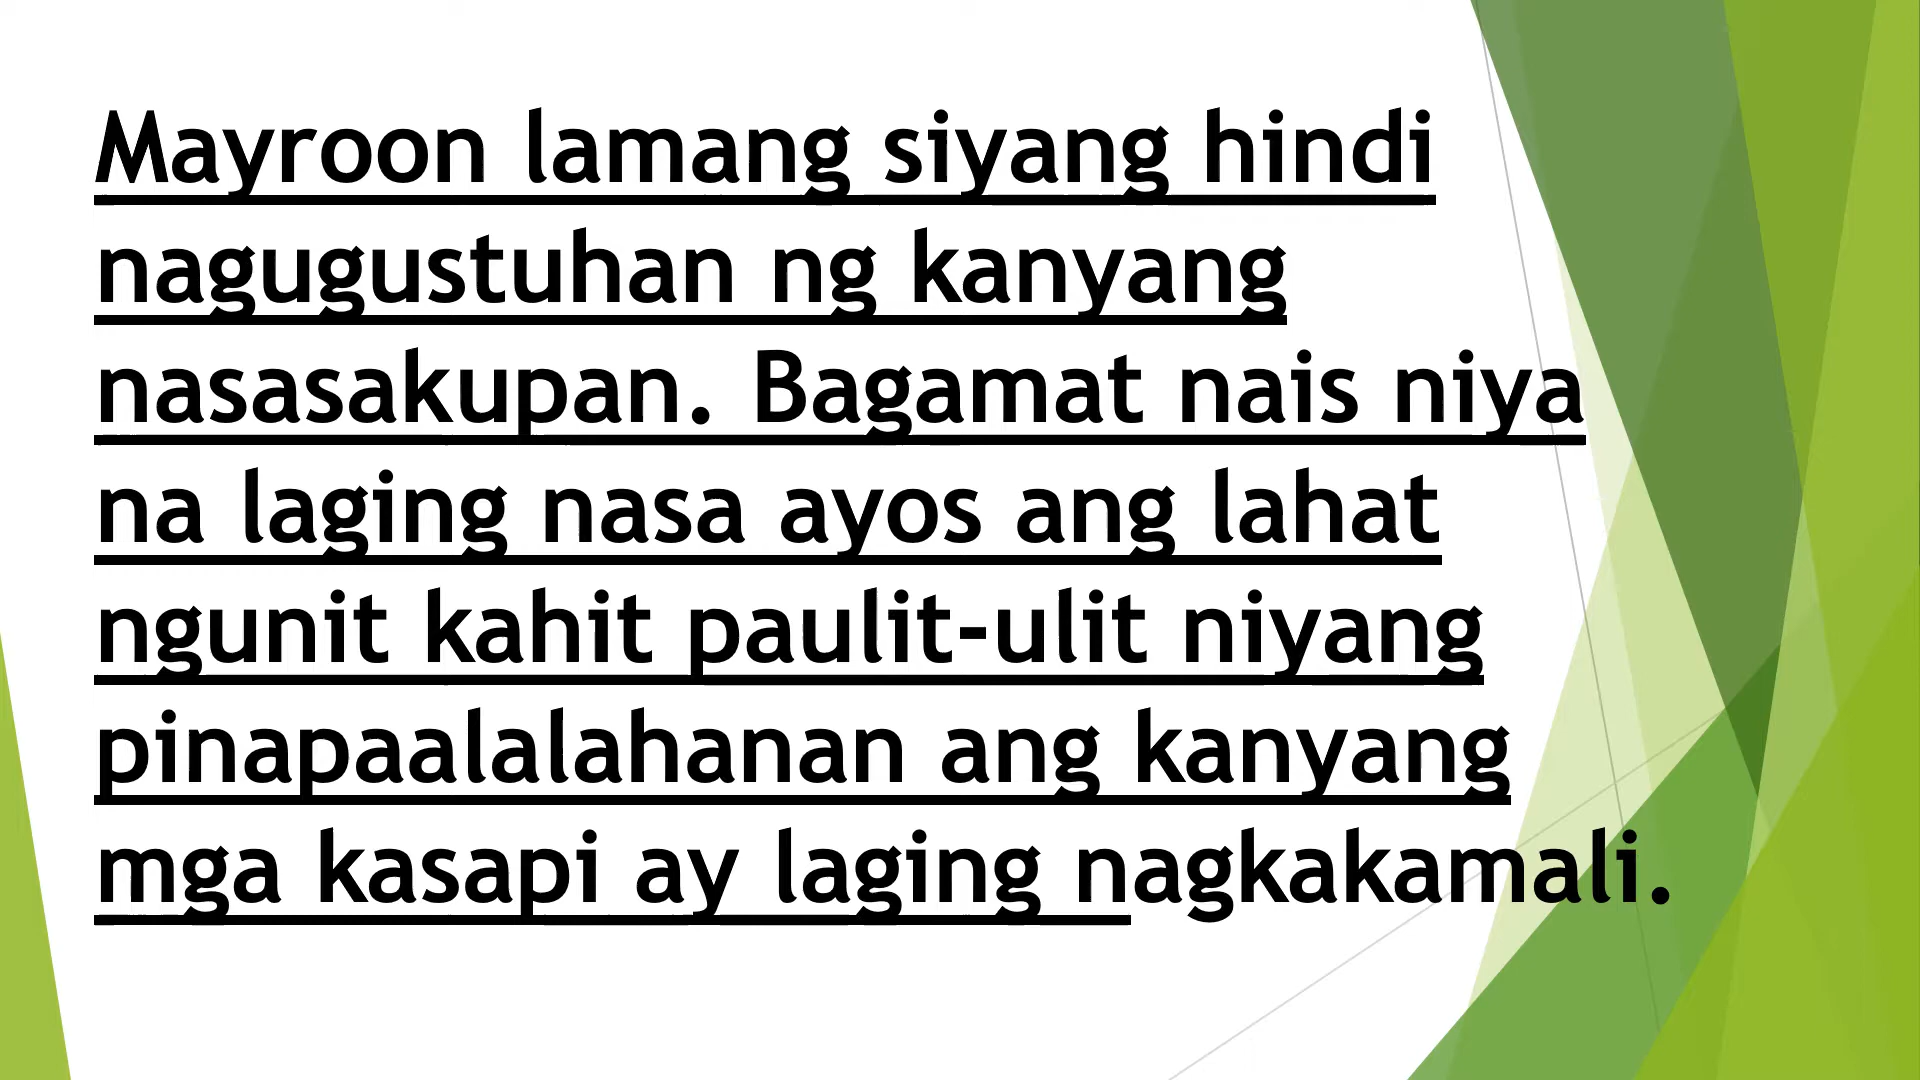 Mayroon lamang siyang hindi
nagugustuhan ng kanyang
nasasakupan. Bagamat nais niya
na laging nasa ayos ang lahat
ngunit kahit paulit-ulit niyang
pinapaalalahanan ang kanyang
mga kasapi ay laging nagkakamali.